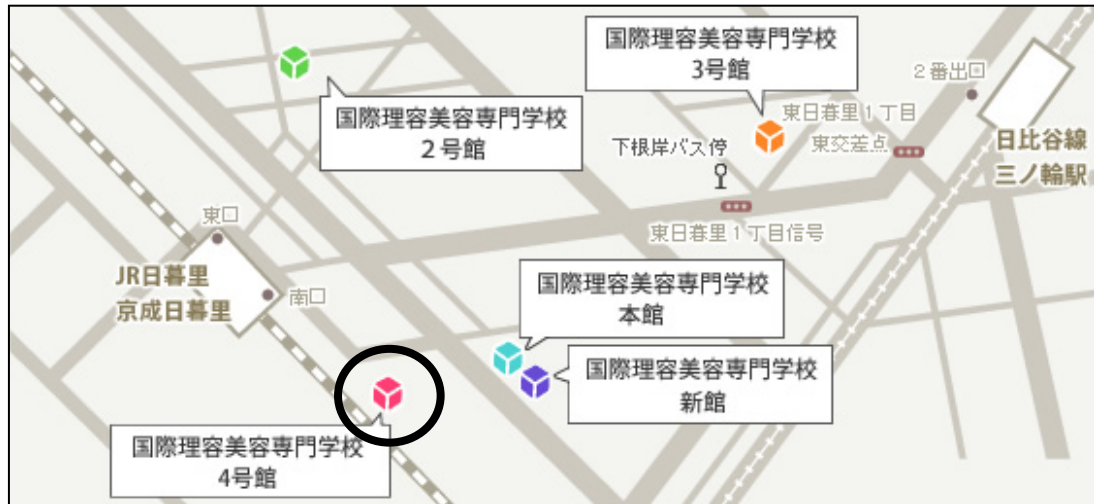 国際理容美容専門学校
3号館
2番出口
国際理容美容専門学校
2号館
東日暮里1丁目
東交差点
日比谷線
三ノ輪駅
下根岸バス停
東口
東日暮里1丁目信号
JR日暮里
京成日暮里
南口
国際理容美容専門学校
本館
国際理容美容専門学校
新館
国際理容美容専門学校
4号館